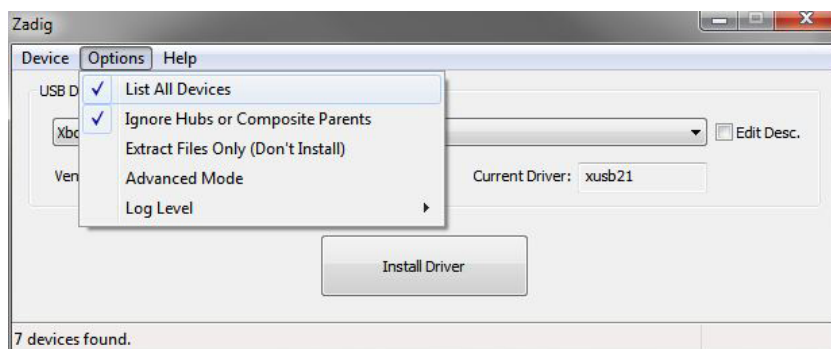 Zadig
Device Options Help
USB D
List All Devices
Ignore Hubs or Composite Parents
Xbo
Edit Desc.
Extract Files Only (Don't Install)
Ven
Advanced Mode
Current Driver: xusb21
Log Level
Install Driver
7 devices found.